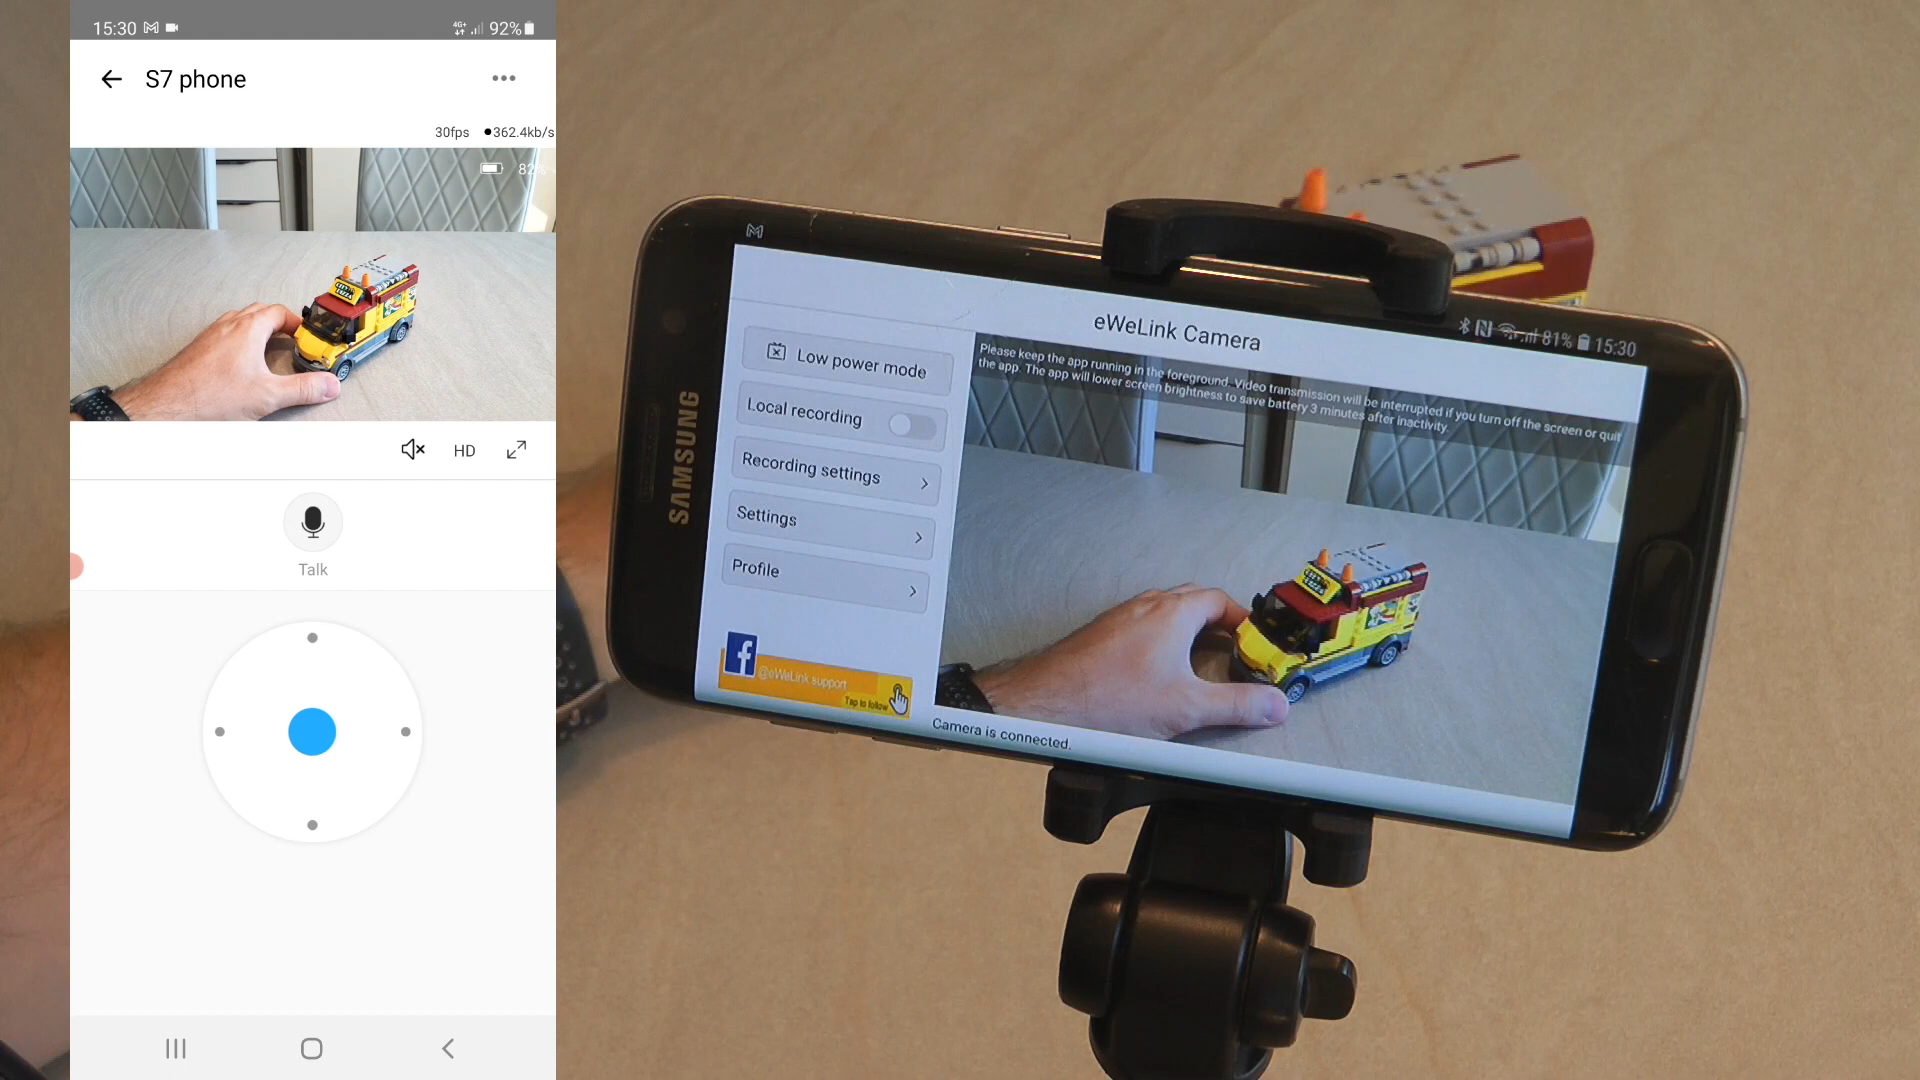 15:30
4G+
92%
S7 phone
30fps
362.4kb/s
82
HD
Talk
SAMSUNG
81%
15:30
eWeLink Camera
Low power mode
Local recording
Recording settings
Settings
Profile
Please keep the app running in the foreground. Video transmission will be interrupted if you turn off the screen or quit
the app. The app will lower screen brightness to save battery 3 minutes after inactivity.
@eWeLink support
Tap to follow
Camera is connected.